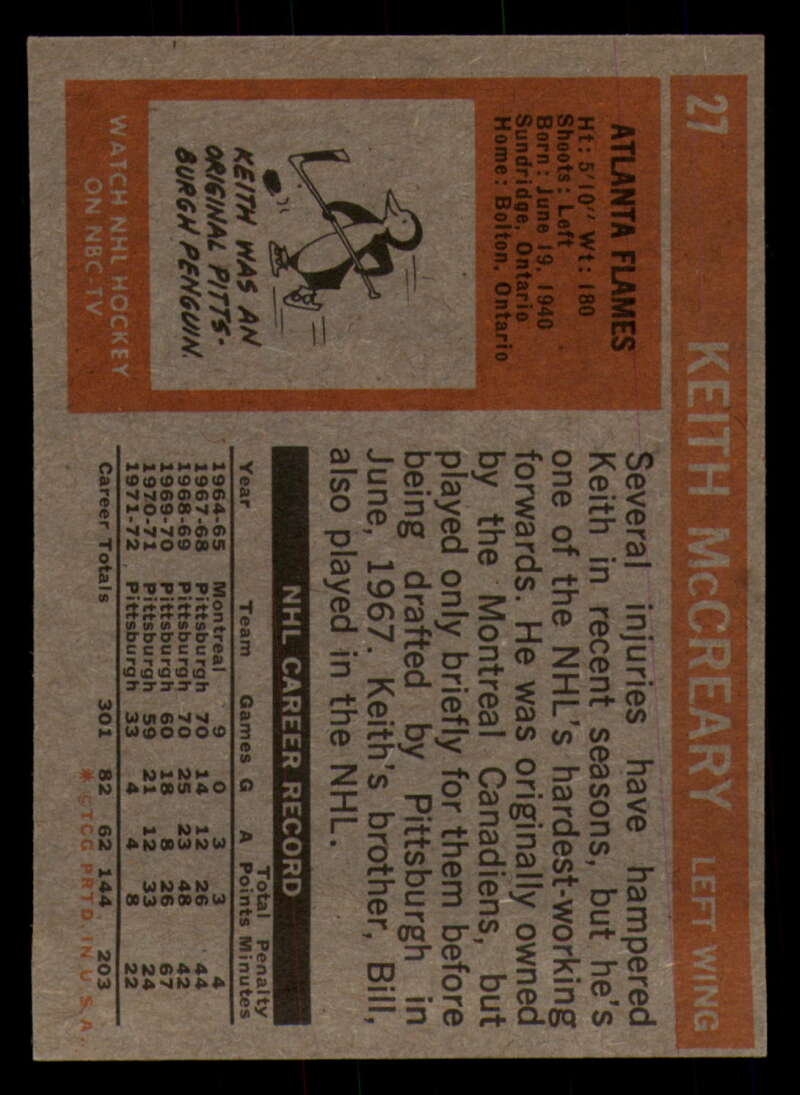 27 KEITH McCREARY LEFT WING
ATLANTA FLAMES
Ht: 5'10" Wt: 180
Shoots: Left
Born: June 19, 1940
Sundridge, Ontario
Home: Bolton, Ontario
KEITH WAS AN
ORIGINAL PITTS-
BURGH PENGUIN.
WATCH NHL HOCKEY
ON NBC-TV
Several injuries have hampered
Keith in recent seasons, but he's
one of the NHL's hardest-working
forwards. He was originally owned
by the Montreal Canadiens, but
played only briefly for them before
being drafted by Pittsburgh in
June, 1967. Keith's brother, Bill,
also played in the NHL.
NHL CAREER RECORD
Total Penalty
Year Team Games G A Points Minutes
1964-65 Montreal 9 0 3 3 4
1967-68 Pittsburgh 70 14 12 26 44
1968-69 Pittsburgh 70 25 23 48 42
1969-70 Pittsburgh 60 18 8 26 67
1970-71 Pittsburgh 59 21 12 33 24
1971-72 Pittsburgh 33 4 4 8 22
Career Totals 301 82 62 144 203
* ©T.C.G. PRTD. IN U.S.A.